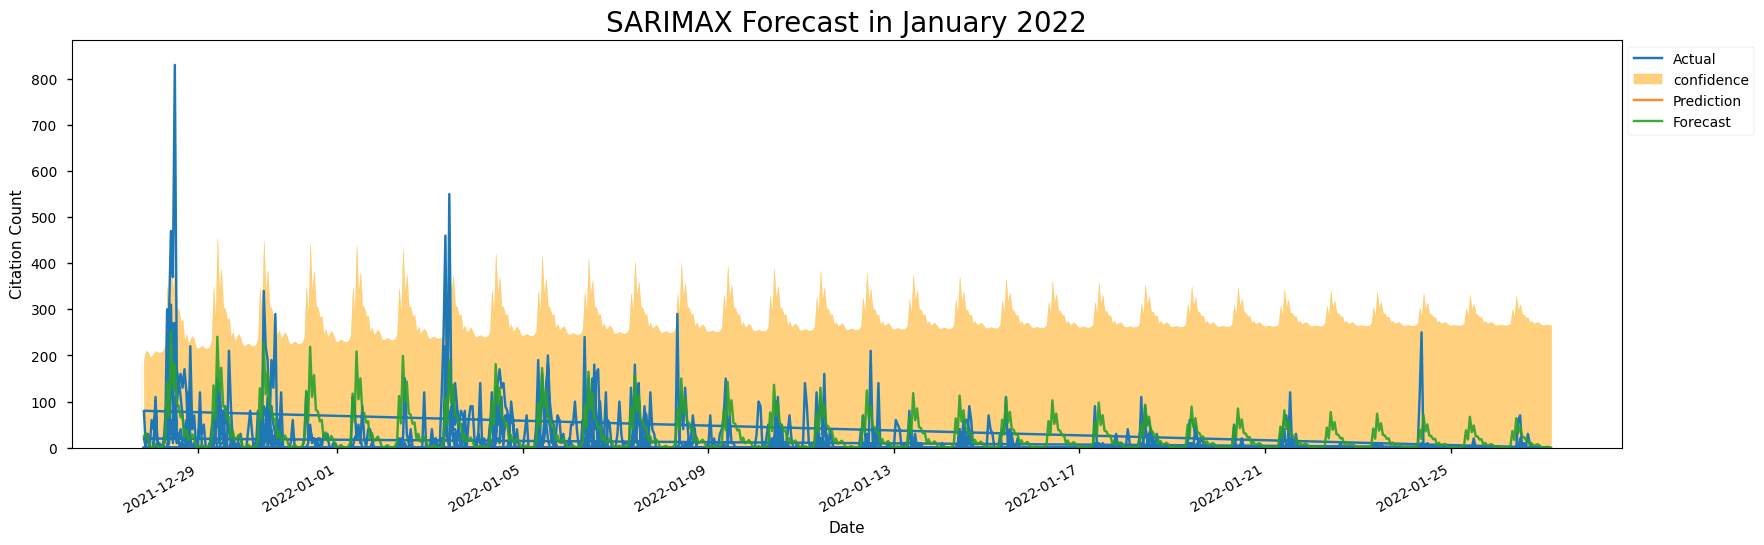 SARIMAX Forecast in January 2022
Actual
confidence
Prediction
Forecast
Citation Count
800
700
600
500
400
300
200
100
0
2021-12-29
2022-01-01
2022-01-05
2022-01-09
2022-01-13
2022-01-17
2022-01-21
2022-01-25
Date